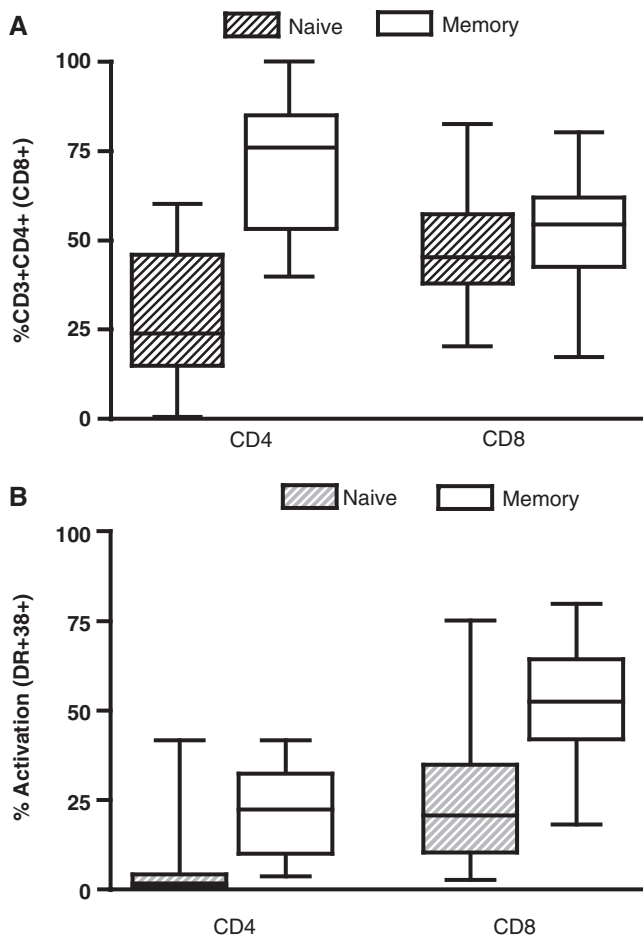 A
Naive Memory
%CD3+CD4+ (CD8+)
100
75
50
25
0
CD4 CD8
B
Naive Memory
% Activation (DR+38+)
100
75
50
25
0
CD4 CD8